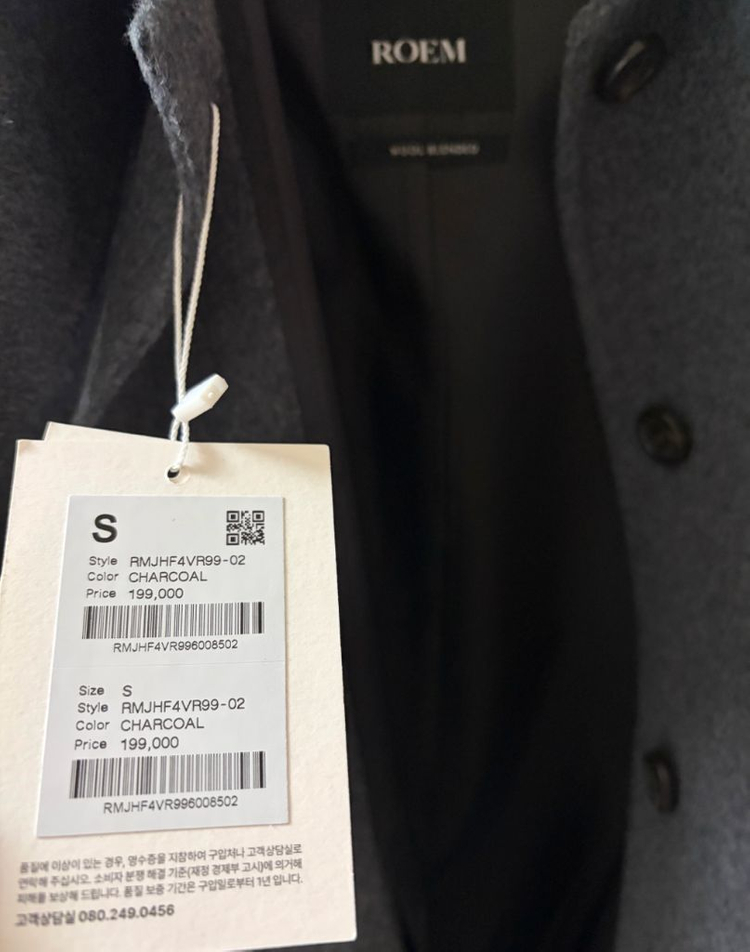 ROEM
WOOL BLENDED
S
Style RMJHF4VR99-02
Color CHARCOAL
Price 199,000
RMJHF4VR996008502
Size S
Style RMJHF4VR99-02
Color CHARCOAL
Price 199,000
RMJHF4VR996008502
품질에 이상이 있는 경우, 영수증을 지참하여 구입처나 고객상담실로
연락해 주십시오. 소비자 분쟁 해결 기준(재정 경제부 고시)에 의거해
피해를 보상해 드립니다. 품질 보증 기간은 구입일로부터 1년 입니다.
고객상담실 080.249.0456